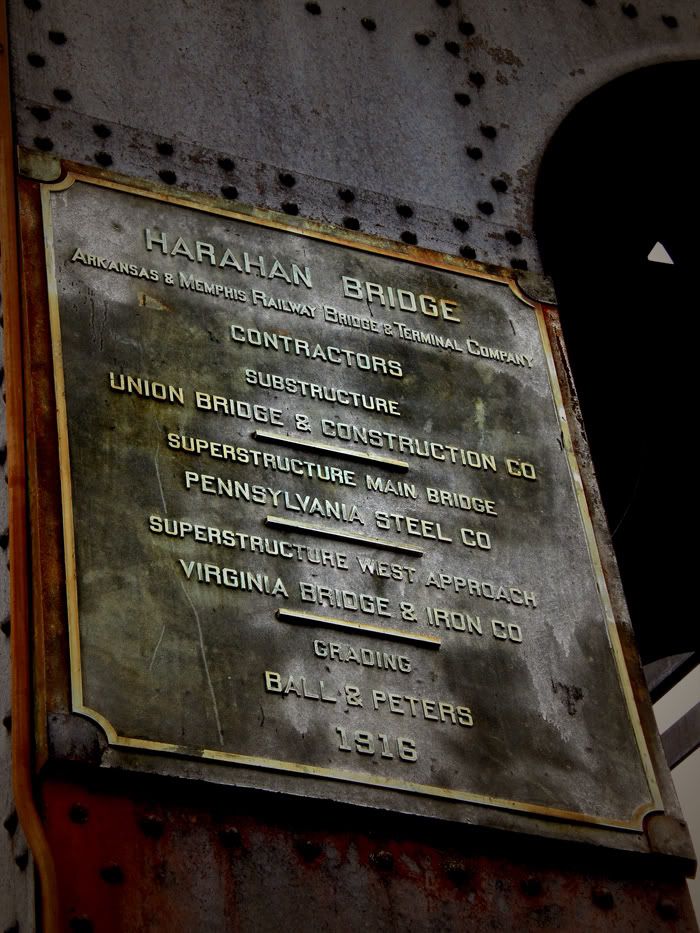 HARAHAN BRIDGE
ARKANSAS & MEMPHIS RAILWAY BRIDGE & TERMINAL COMPANY
CONTRACTORS
SUBSTRUCTURE
UNION BRIDGE & CONSTRUCTION CO
SUPERSTRUCTURE MAIN BRIDGE
PENNSYLVANIA STEEL CO
SUPERSTRUCTURE WEST APPROACH
VIRGINIA BRIDGE & IRON CO
GRADING
BALL & PETERS
1916